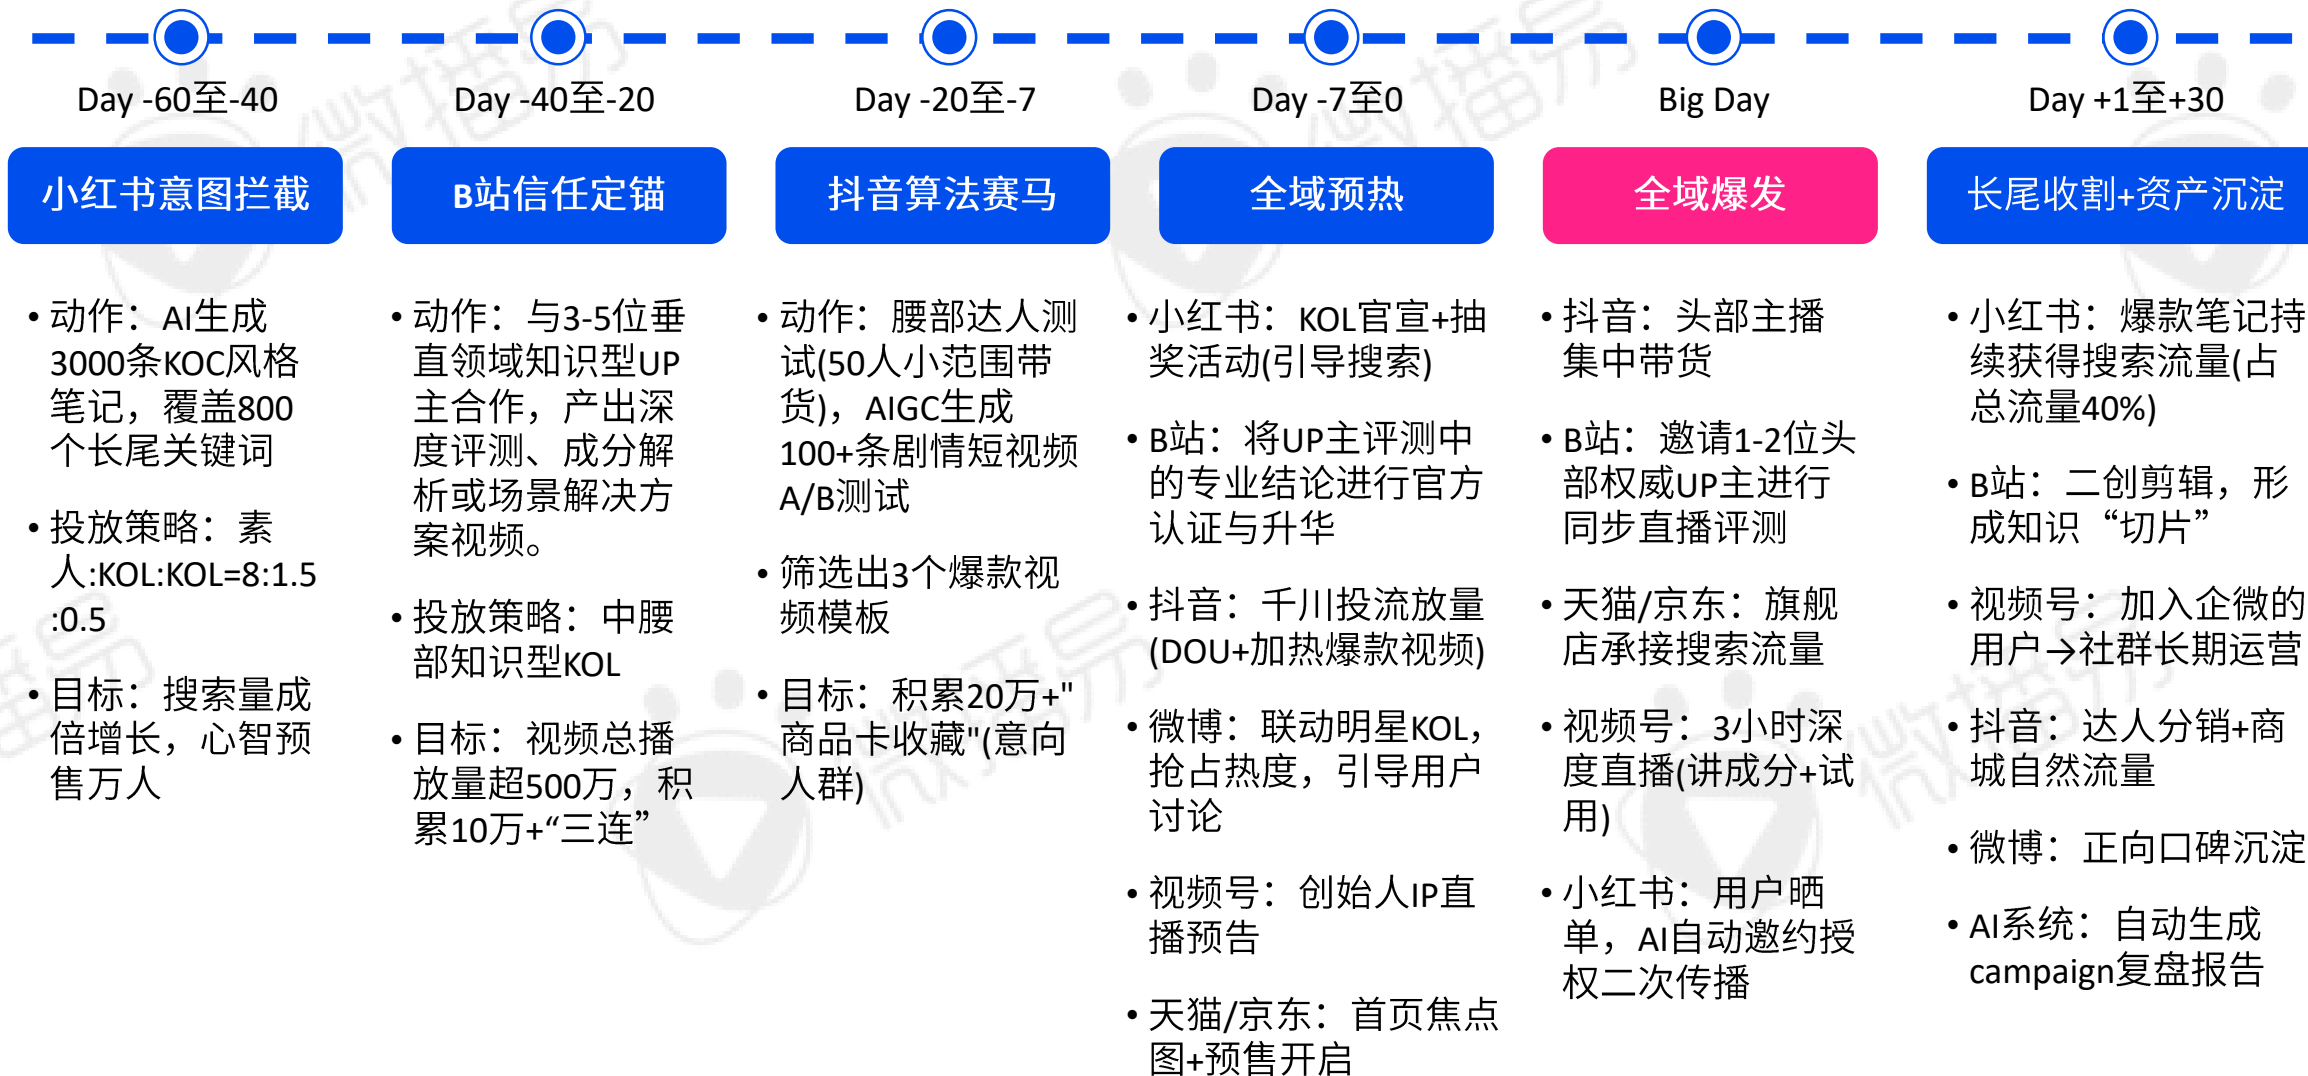 Day -60至-40
小红书意图拦截
• 动作：AI生成
3000条KOC风格
笔记，覆盖800
个长尾关键词
• 投放策略：素
人:KOL:KOL=8:1.5
:0.5
• 目标：搜索量成
倍增长，心智预
售万人
Day -40至-20
B站信任定锚
• 动作：与3-5位垂
直领域知识型UP
主合作，产出深
度评测、成分解
析或场景解决方
案视频。
• 投放策略：中腰
部知识型KOL
• 目标：视频总播
放量超500万，积
累10万+“三连”
Day -20至-7
抖音算法赛马
• 动作：腰部达人测
试(50人小范围带
货)，AIGC生成
100+条剧情短视频
A/B测试
• 筛选出3个爆款视
频模板
• 目标：积累20万+"
商品卡收藏"(意向
人群)
Day -7至0
全域预热
• 小红书：KOL官宣+抽
奖活动(引导搜索)
• B站：将UP主评测中
的专业结论进行官方
认证与升华
• 抖音：千川投流放量
(DOU+加热爆款视频)
• 微博：联动明星KOL，
抢占热度，引导用户
讨论
• 视频号：创始人IP直
播预告
• 天猫/京东：首页焦点
图+预售开启
Big Day
全域爆发
• 抖音：头部主播
集中带货
• B站：邀请1-2位头
部权威UP主进行
同步直播评测
• 天猫/京东：旗舰
店承接搜索流量
• 视频号：3小时深
度直播(讲成分+试
用)
• 小红书：用户晒
单，AI自动邀约授
权二次传播
Day +1至+30
长尾收割+资产沉淀
• 小红书：爆款笔记持
续获得搜索流量(占
总流量40%)
• B站：二创剪辑，形
成知识“切片”
• 视频号：加入企微的
用户→社群长期运营
• 抖音：达人分销+商
城自然流量
• 微博：正向口碑沉淀
• AI系统：自动生成
campaign复盘报告
微播易
微播易
微播易
微播易
播易